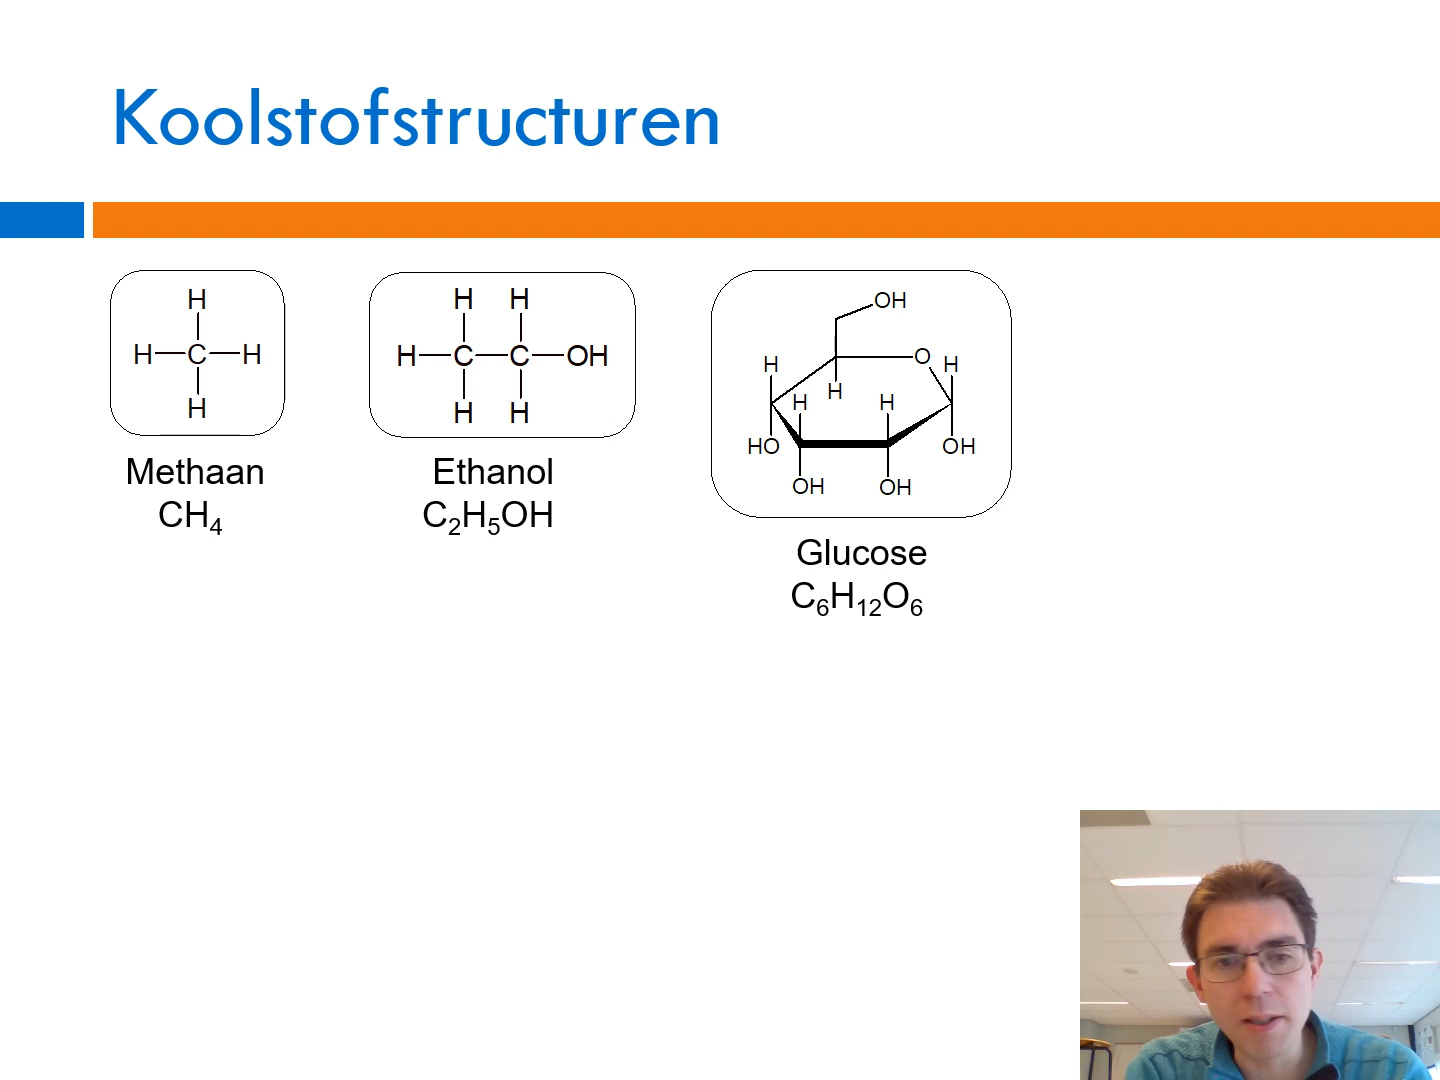 Koolstofstructuren
H
H C H
H
Methaan
CH₄
H H
H C C OH
H H
Ethanol
C₂H₅OH
OH
O
H H
H
H H
HO OH
OH OH
Glucose
C₆H₁₂O₆